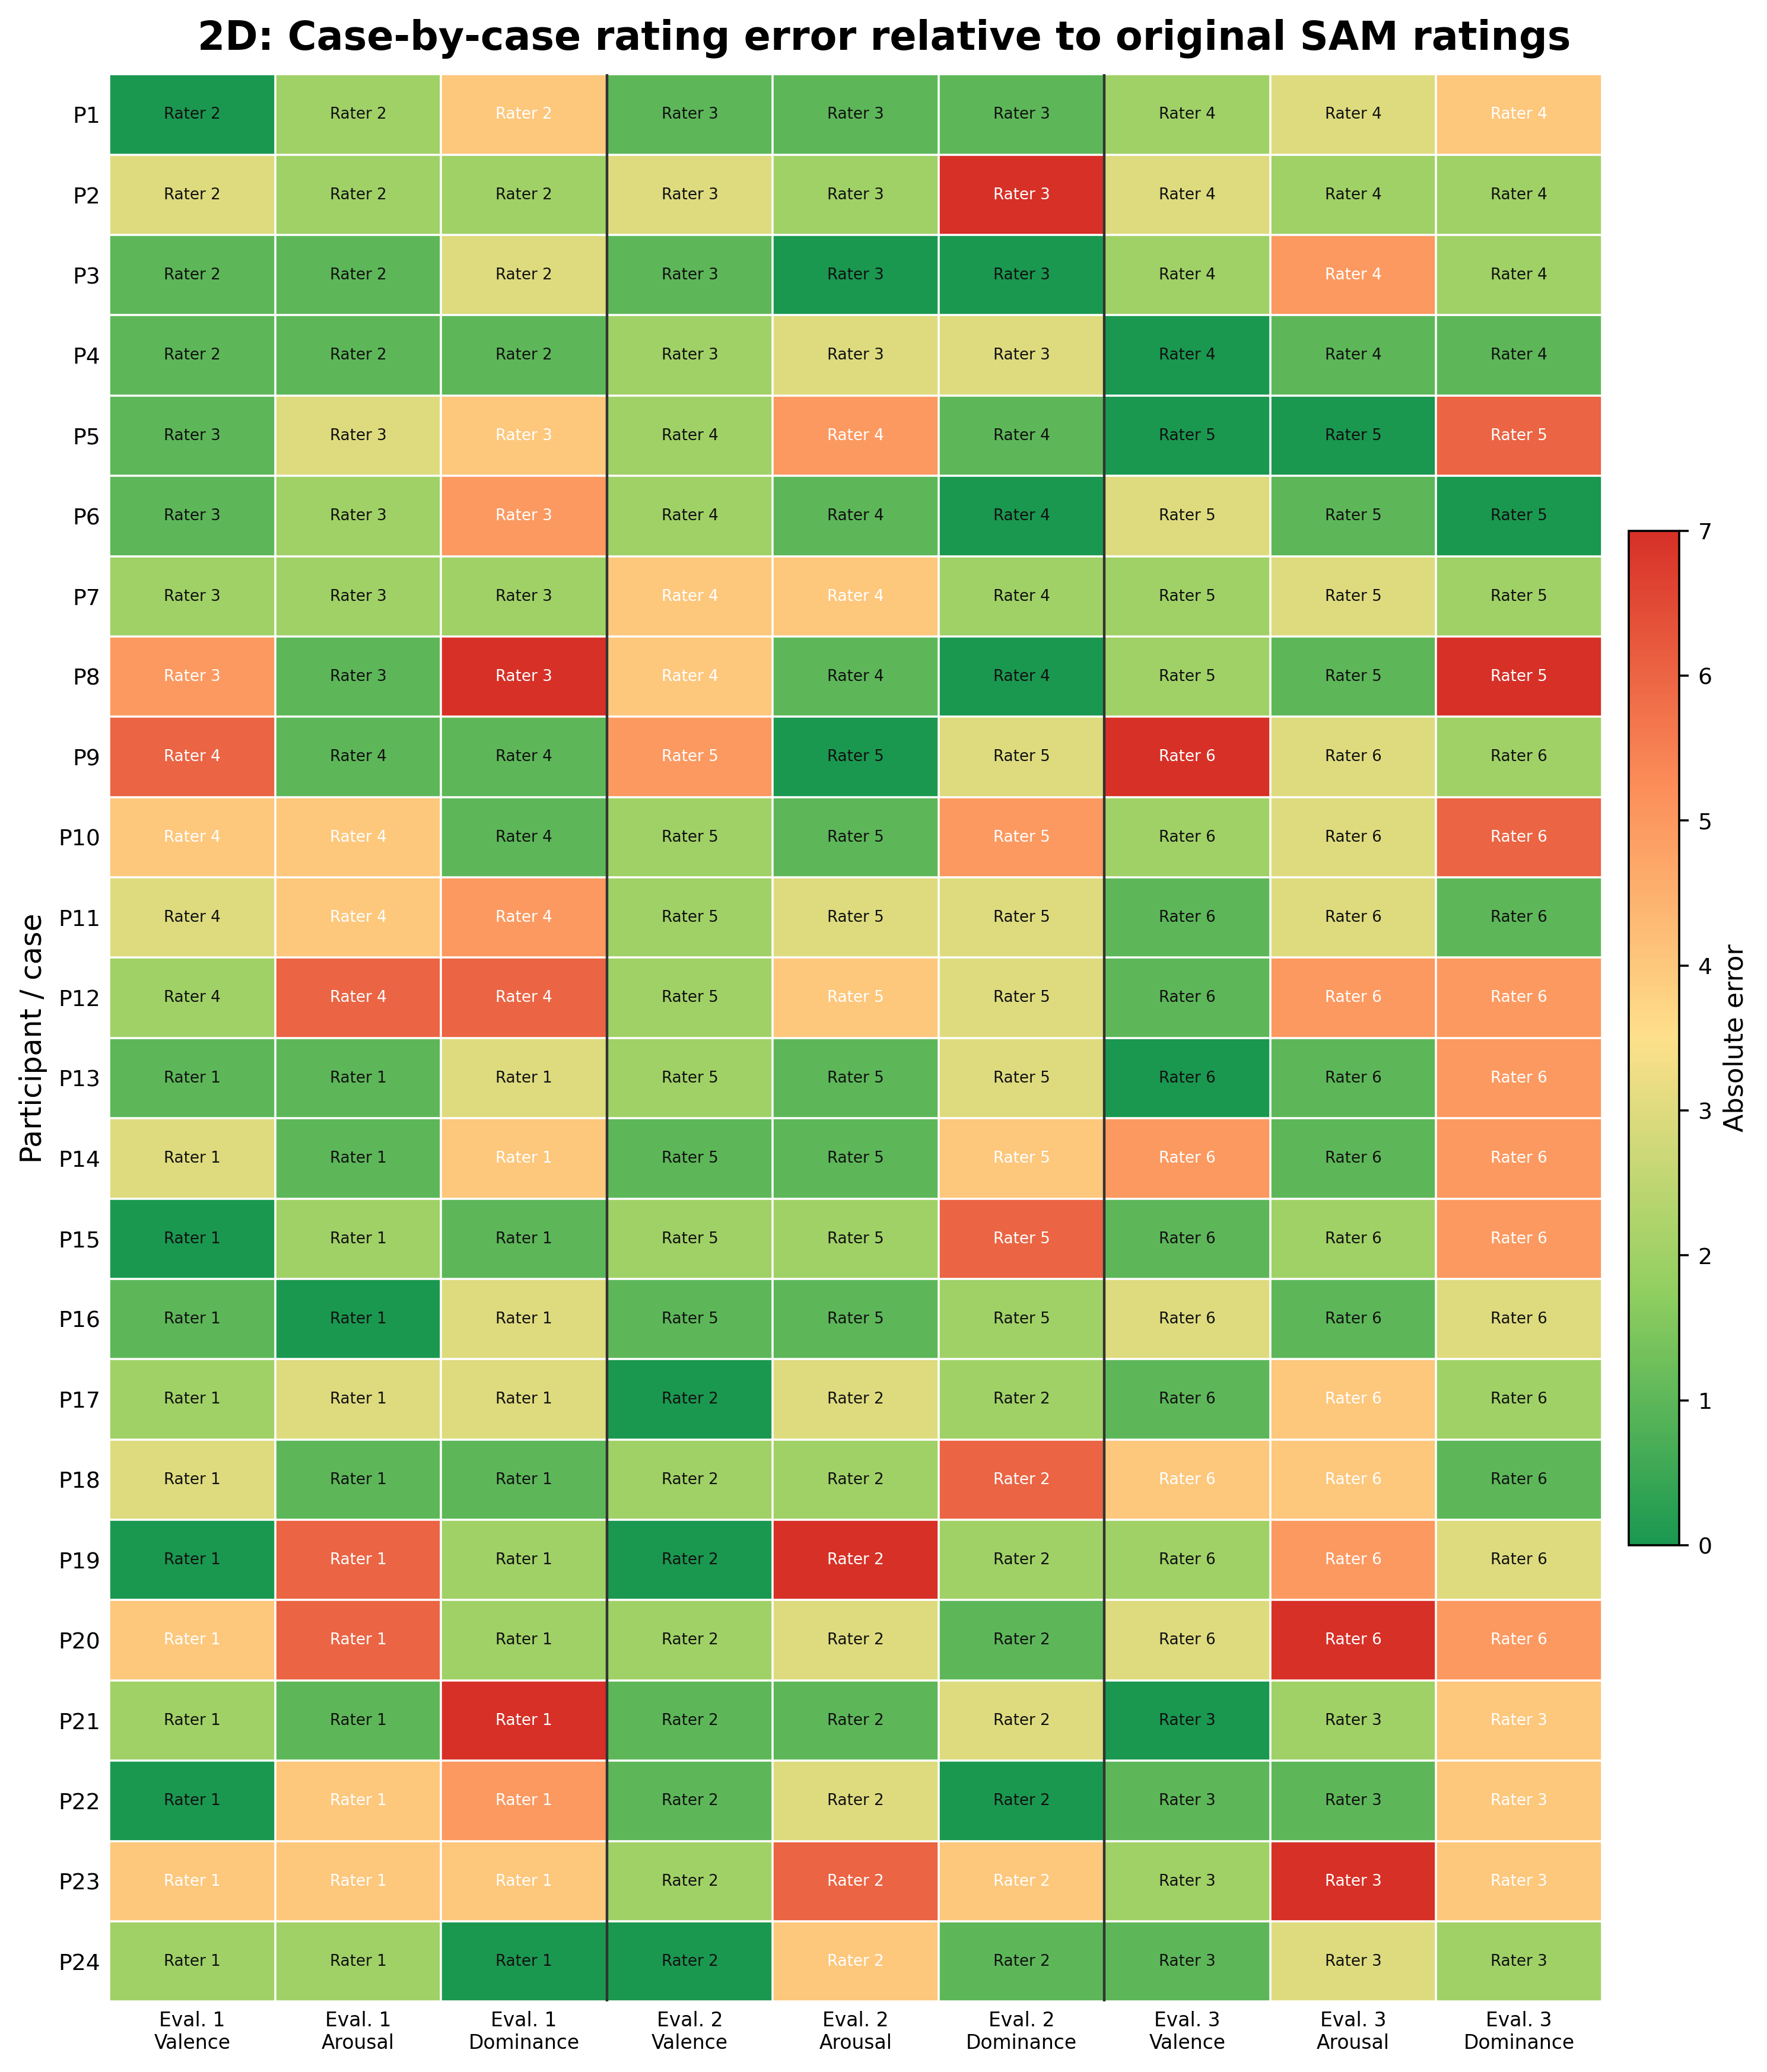 2D: Case-by-case rating error relative to original SAM ratings
P1 Rater 2 Rater 2 Rater 2 Rater 3 Rater 3 Rater 3 Rater 4 Rater 4 Rater 4
P2 Rater 2 Rater 2 Rater 2 Rater 3 Rater 3 Rater 3 Rater 4 Rater 4 Rater 4
P3 Rater 2 Rater 2 Rater 2 Rater 3 Rater 3 Rater 3 Rater 4 Rater 4 Rater 4
P4 Rater 2 Rater 2 Rater 2 Rater 3 Rater 3 Rater 3 Rater 4 Rater 4 Rater 4
P5 Rater 3 Rater 3 Rater 3 Rater 4 Rater 4 Rater 4 Rater 5 Rater 5 Rater 5
P6 Rater 3 Rater 3 Rater 3 Rater 4 Rater 4 Rater 4 Rater 5 Rater 5 Rater 5
P7 Rater 3 Rater 3 Rater 3 Rater 4 Rater 4 Rater 4 Rater 5 Rater 5 Rater 5
P8 Rater 3 Rater 3 Rater 3 Rater 4 Rater 4 Rater 4 Rater 5 Rater 5 Rater 5
P9 Rater 4 Rater 4 Rater 4 Rater 5 Rater 5 Rater 5 Rater 6 Rater 6 Rater 6
P10 Rater 4 Rater 4 Rater 4 Rater 5 Rater 5 Rater 5 Rater 6 Rater 6 Rater 6
P11 Rater 4 Rater 4 Rater 4 Rater 5 Rater 5 Rater 5 Rater 6 Rater 6 Rater 6
P12 Rater 4 Rater 4 Rater 4 Rater 5 Rater 5 Rater 5 Rater 6 Rater 6 Rater 6
P13 Rater 1 Rater 1 Rater 1 Rater 5 Rater 5 Rater 5 Rater 6 Rater 6 Rater 6
P14 Rater 1 Rater 1 Rater 1 Rater 5 Rater 5 Rater 5 Rater 6 Rater 6 Rater 6
P15 Rater 1 Rater 1 Rater 1 Rater 5 Rater 5 Rater 5 Rater 6 Rater 6 Rater 6
P16 Rater 1 Rater 1 Rater 1 Rater 5 Rater 5 Rater 5 Rater 6 Rater 6 Rater 6
P17 Rater 1 Rater 1 Rater 1 Rater 2 Rater 2 Rater 2 Rater 6 Rater 6 Rater 6
P18 Rater 1 Rater 1 Rater 1 Rater 2 Rater 2 Rater 2 Rater 6 Rater 6 Rater 6
P19 Rater 1 Rater 1 Rater 1 Rater 2 Rater 2 Rater 2 Rater 6 Rater 6 Rater 6
P20 Rater 1 Rater 1 Rater 1 Rater 2 Rater 2 Rater 2 Rater 6 Rater 6 Rater 6
P21 Rater 1 Rater 1 Rater 1 Rater 2 Rater 2 Rater 2 Rater 3 Rater 3 Rater 3
P22 Rater 1 Rater 1 Rater 1 Rater 2 Rater 2 Rater 2 Rater 3 Rater 3 Rater 3
P23 Rater 1 Rater 1 Rater 1 Rater 2 Rater 2 Rater 2 Rater 3 Rater 3 Rater 3
P24 Rater 1 Rater 1 Rater 1 Rater 2 Rater 2 Rater 2 Rater 3 Rater 3 Rater 3
Eval. 1 Eval. 1 Eval. 1 Eval. 2 Eval. 2 Eval. 2 Eval. 3 Eval. 3 Eval. 3
Valence Arousal Dominance Valence Arousal Dominance Valence Arousal Dominance
Participant / case
7
6
5
4
3
2
1
0
Absolute error